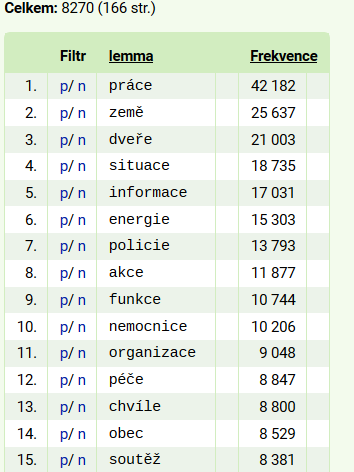 Celkem: 8270 (166 str.)
Filtr lemma Frekvence
1. p/ n práce 42 182
2. p/ n země 25 637
3. p/ n dveře 21 003
4. p/ n situace 18 735
5. p/ n informace 17 031
6. p/ n energie 15 303
7. p/ n policie 13 793
8. p/ n akce 11 877
9. p/ n funkce 10 744
10. p/ n nemocnice 10 206
11. p/ n organizace 9 048
12. p/ n péče 8 847
13. p/ n chvíle 8 800
14. p/ n obec 8 529
15. p/ n soutěž 8 381